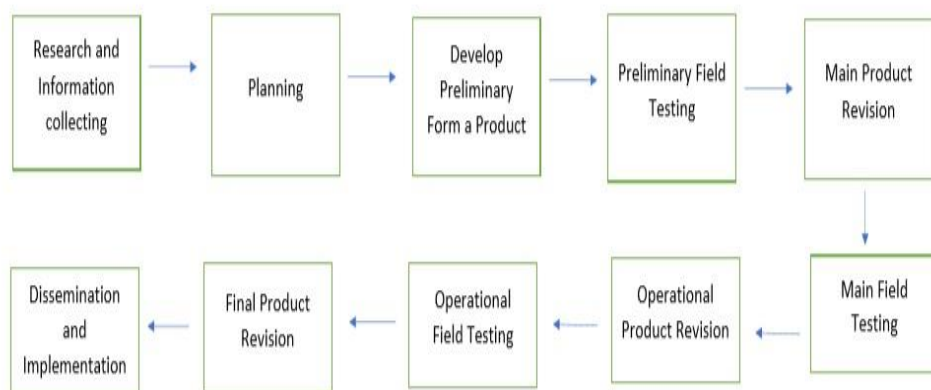 Research and
Information
collecting
Planning
Develop
Preliminary
Form a Product
Preliminary Field
Testing
Main Product
Revision
Main Field
Testing
Operational
Product Revision
Operational
Field Testing
Final Product
Revision
Dissemination
and
Implementation